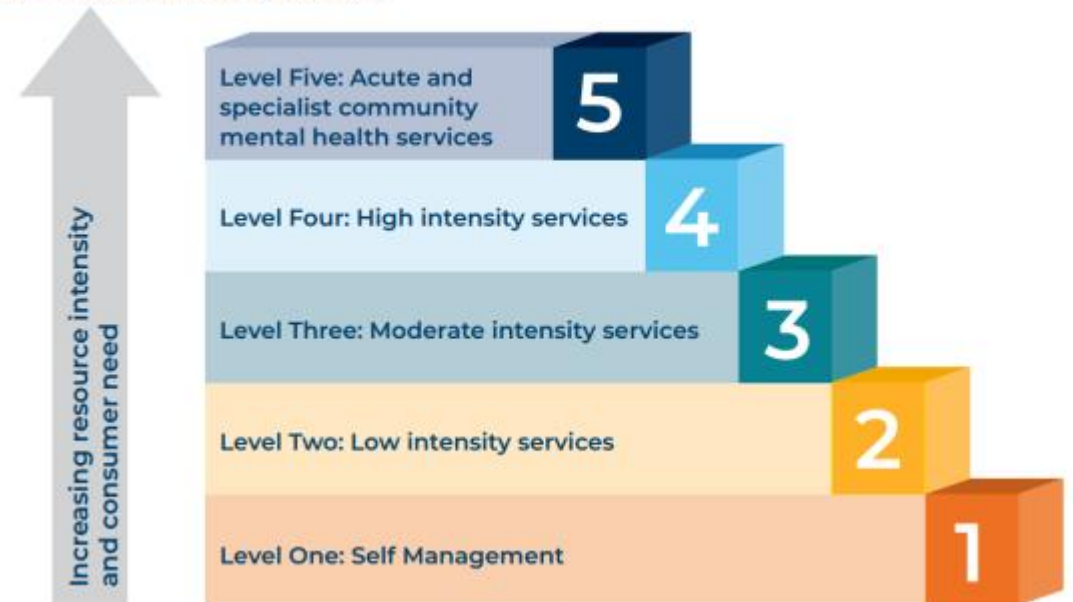 Level Five: Acute and
specialist community
mental health services
5
Level Four: High intensity services
4
Level Three: Moderate intensity services
3
Level Two: Low intensity services
2
Level One: Self Management
1
Increasing resource intensity
and consumer need